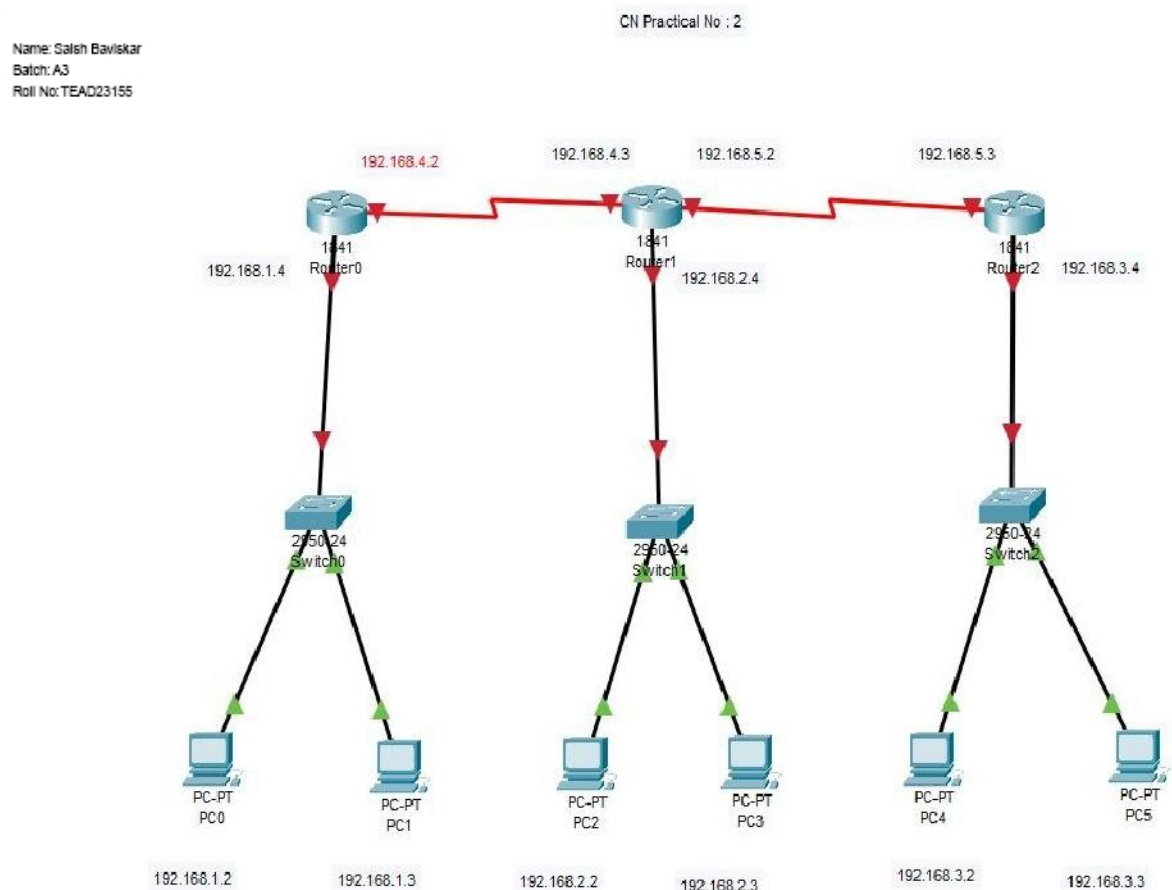 CN Practical No : 2
Name: Saish Baviskar
Batch: A3
Roll No: TEAD23155
192.168.4.2
192.168.4.3
192.168.5.2
192.168.5.3
1841
Router0
1841
Router1
1841
Router2
192.168.1.4
192.168.2.4
192.168.3.4
2950-24
Switch0
2950-24
Switch1
2950-24
Switch2
PC-PT
PC0
PC-PT
PC1
PC-PT
PC2
PC-PT
PC3
PC-PT
PC4
PC-PT
PC5
192.168.1.2
192.168.1.3
192.168.2.2
192.168.2.3
192.168.3.2
192.168.3.3